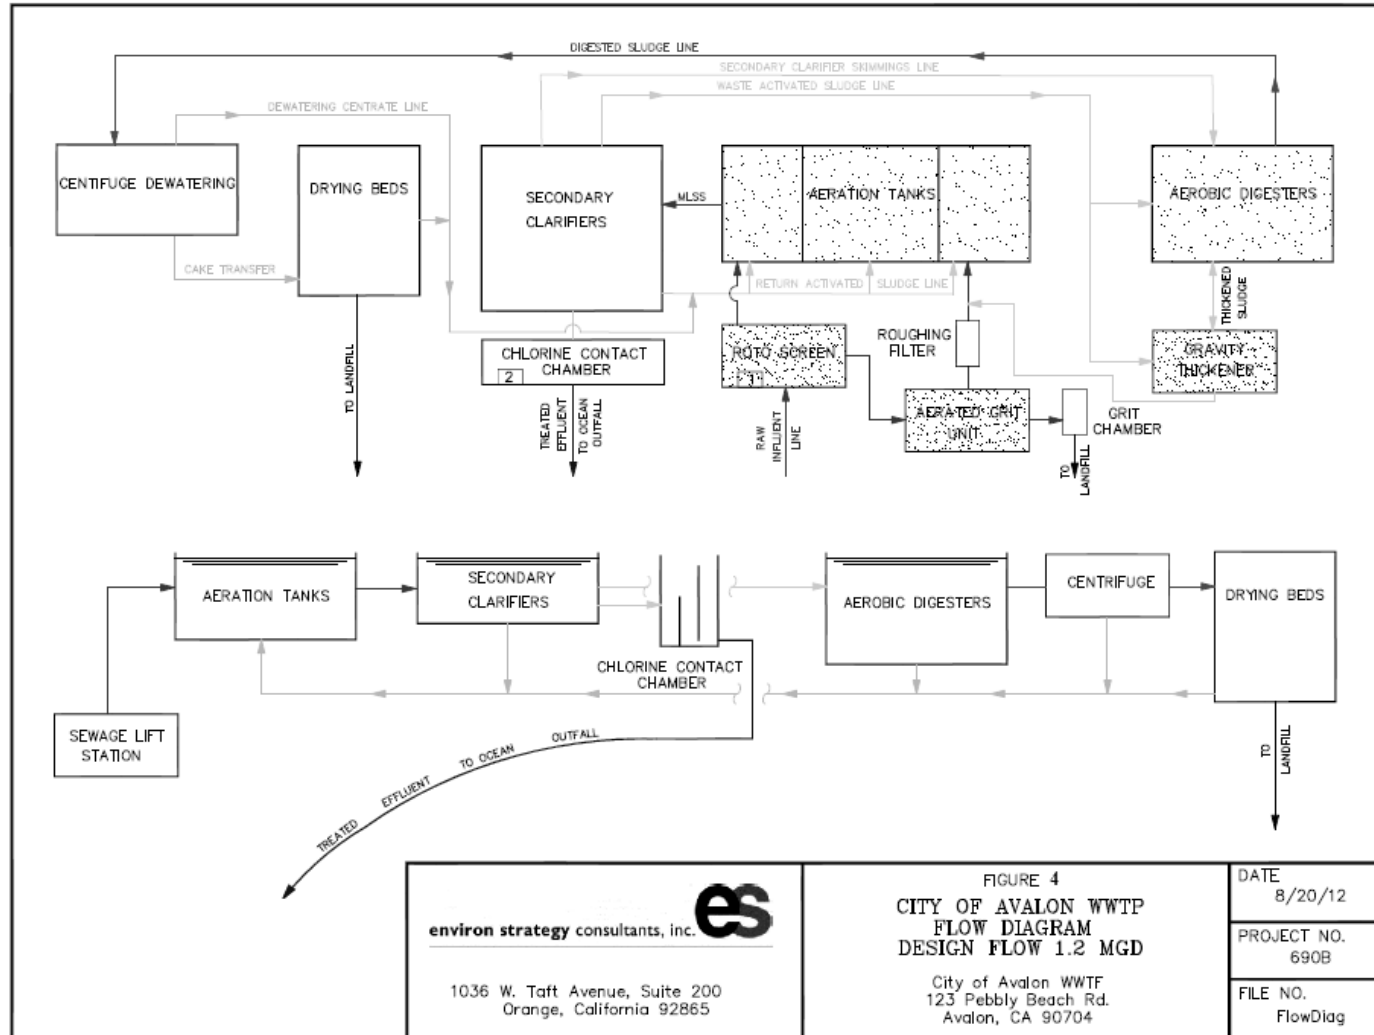 DIGESTED SLUDGE LINE
SECONDARY CLARIFIER SKIMMINGS LINE
WASTE ACTIVATED SLUDGE LINE
DEWATERING CENTRATE LINE
CENTIFUGE DEWATERING
DRYING BEDS
SECONDARY
CLARIFIERS
MLSS
AERATION TANKS
AEROBIC DIGESTERS
CAKE TRANSFER
RETURN ACTIVATED SLUDGE LINE
THICKENED
SLUDGE
ROTO SCREEN
1
ROUGHING
FILTER
GRAVITY
THICKENER
CHLORINE CONTACT
CHAMBER
2
AERATED GRIT
UNIT
GRIT
CHAMBER
TO LANDFILL
TREATED
EFFLUENT
TO OCEAN
OUTFALL
RAW
INFLUENT
LINE
TO
LANDFILL
AERATION TANKS
SECONDARY
CLARIFIERS
AEROBIC DIGESTERS
CENTRIFUGE
DRYING BEDS
CHLORINE CONTACT
CHAMBER
SEWAGE LIFT
STATION
TREATED EFFLUENT TO OCEAN OUTFALL
TO
LANDFILL
es
environ strategy consultants, inc.
1036 W. Taft Avenue, Suite 200
Orange, California 92865
FIGURE 4
CITY OF AVALON WWTP
FLOW DIAGRAM
DESIGN FLOW 1.2 MGD
City of Avalon WWTF
123 Pebbly Beach Rd.
Avalon, CA 90704
DATE
8/20/12
PROJECT NO.
690B
FILE NO.
FlowDiag